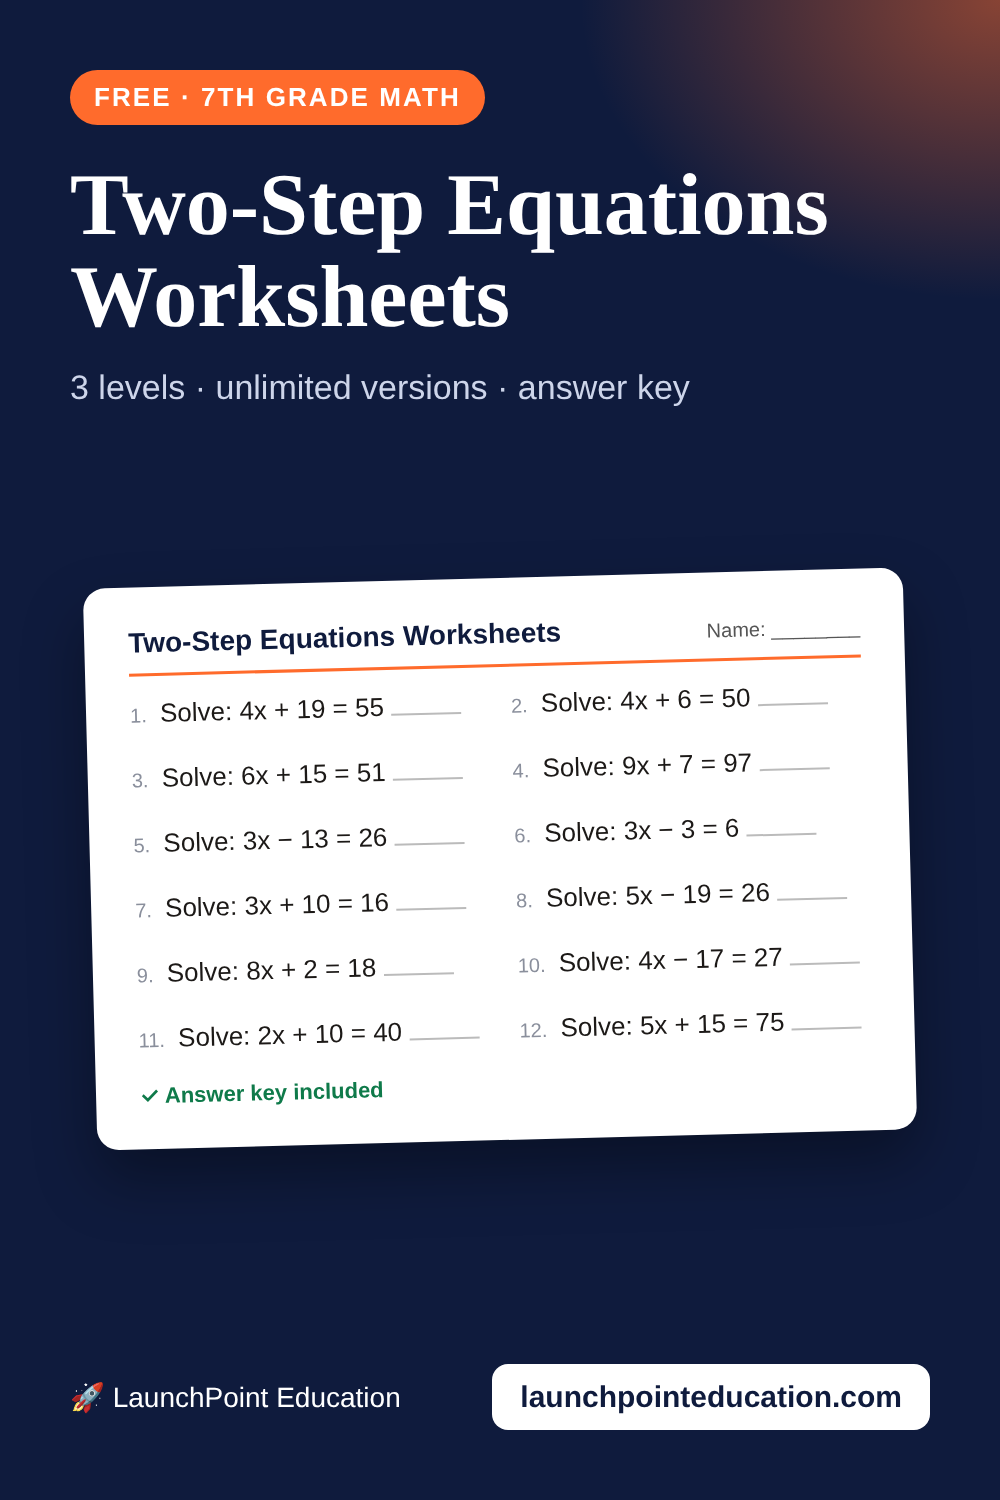 FREE · 7TH GRADE MATH
Two-Step Equations
Worksheets
3 levels · unlimited versions · answer key
Two-Step Equations Worksheets
Name: ________
1. Solve: 4x + 19 = 55
2. Solve: 4x + 6 = 50
3. Solve: 6x + 15 = 51
4. Solve: 9x + 7 = 97
5. Solve: 3x − 13 = 26
6. Solve: 3x − 3 = 6
7. Solve: 3x + 10 = 16
8. Solve: 5x − 19 = 26
9. Solve: 8x + 2 = 18
10. Solve: 4x − 17 = 27
11. Solve: 2x + 10 = 40
12. Solve: 5x + 15 = 75
✓ Answer key included
🚀 LaunchPoint Education
launchpointeducation.com